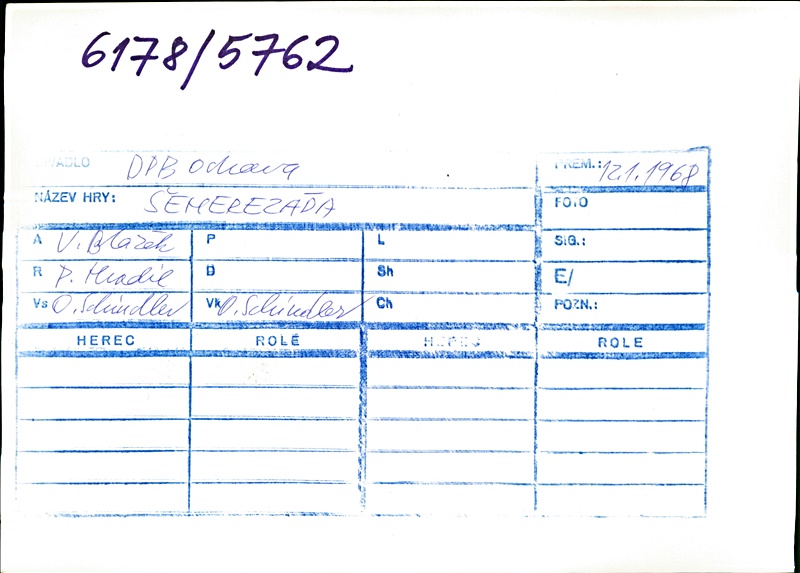 6178/5762
DIVADLO DPB Ostrava PREM.: 12.1.1968
NÁZEV HRY: ŠEHEREZÁDA FOTO
A V. Blažek P L SIG.:
R P. Hradil D Sh E/
Vs O. Schindler Vk O. Schindler Ch POZN.:
HEREC ROLE HEREC ROLE